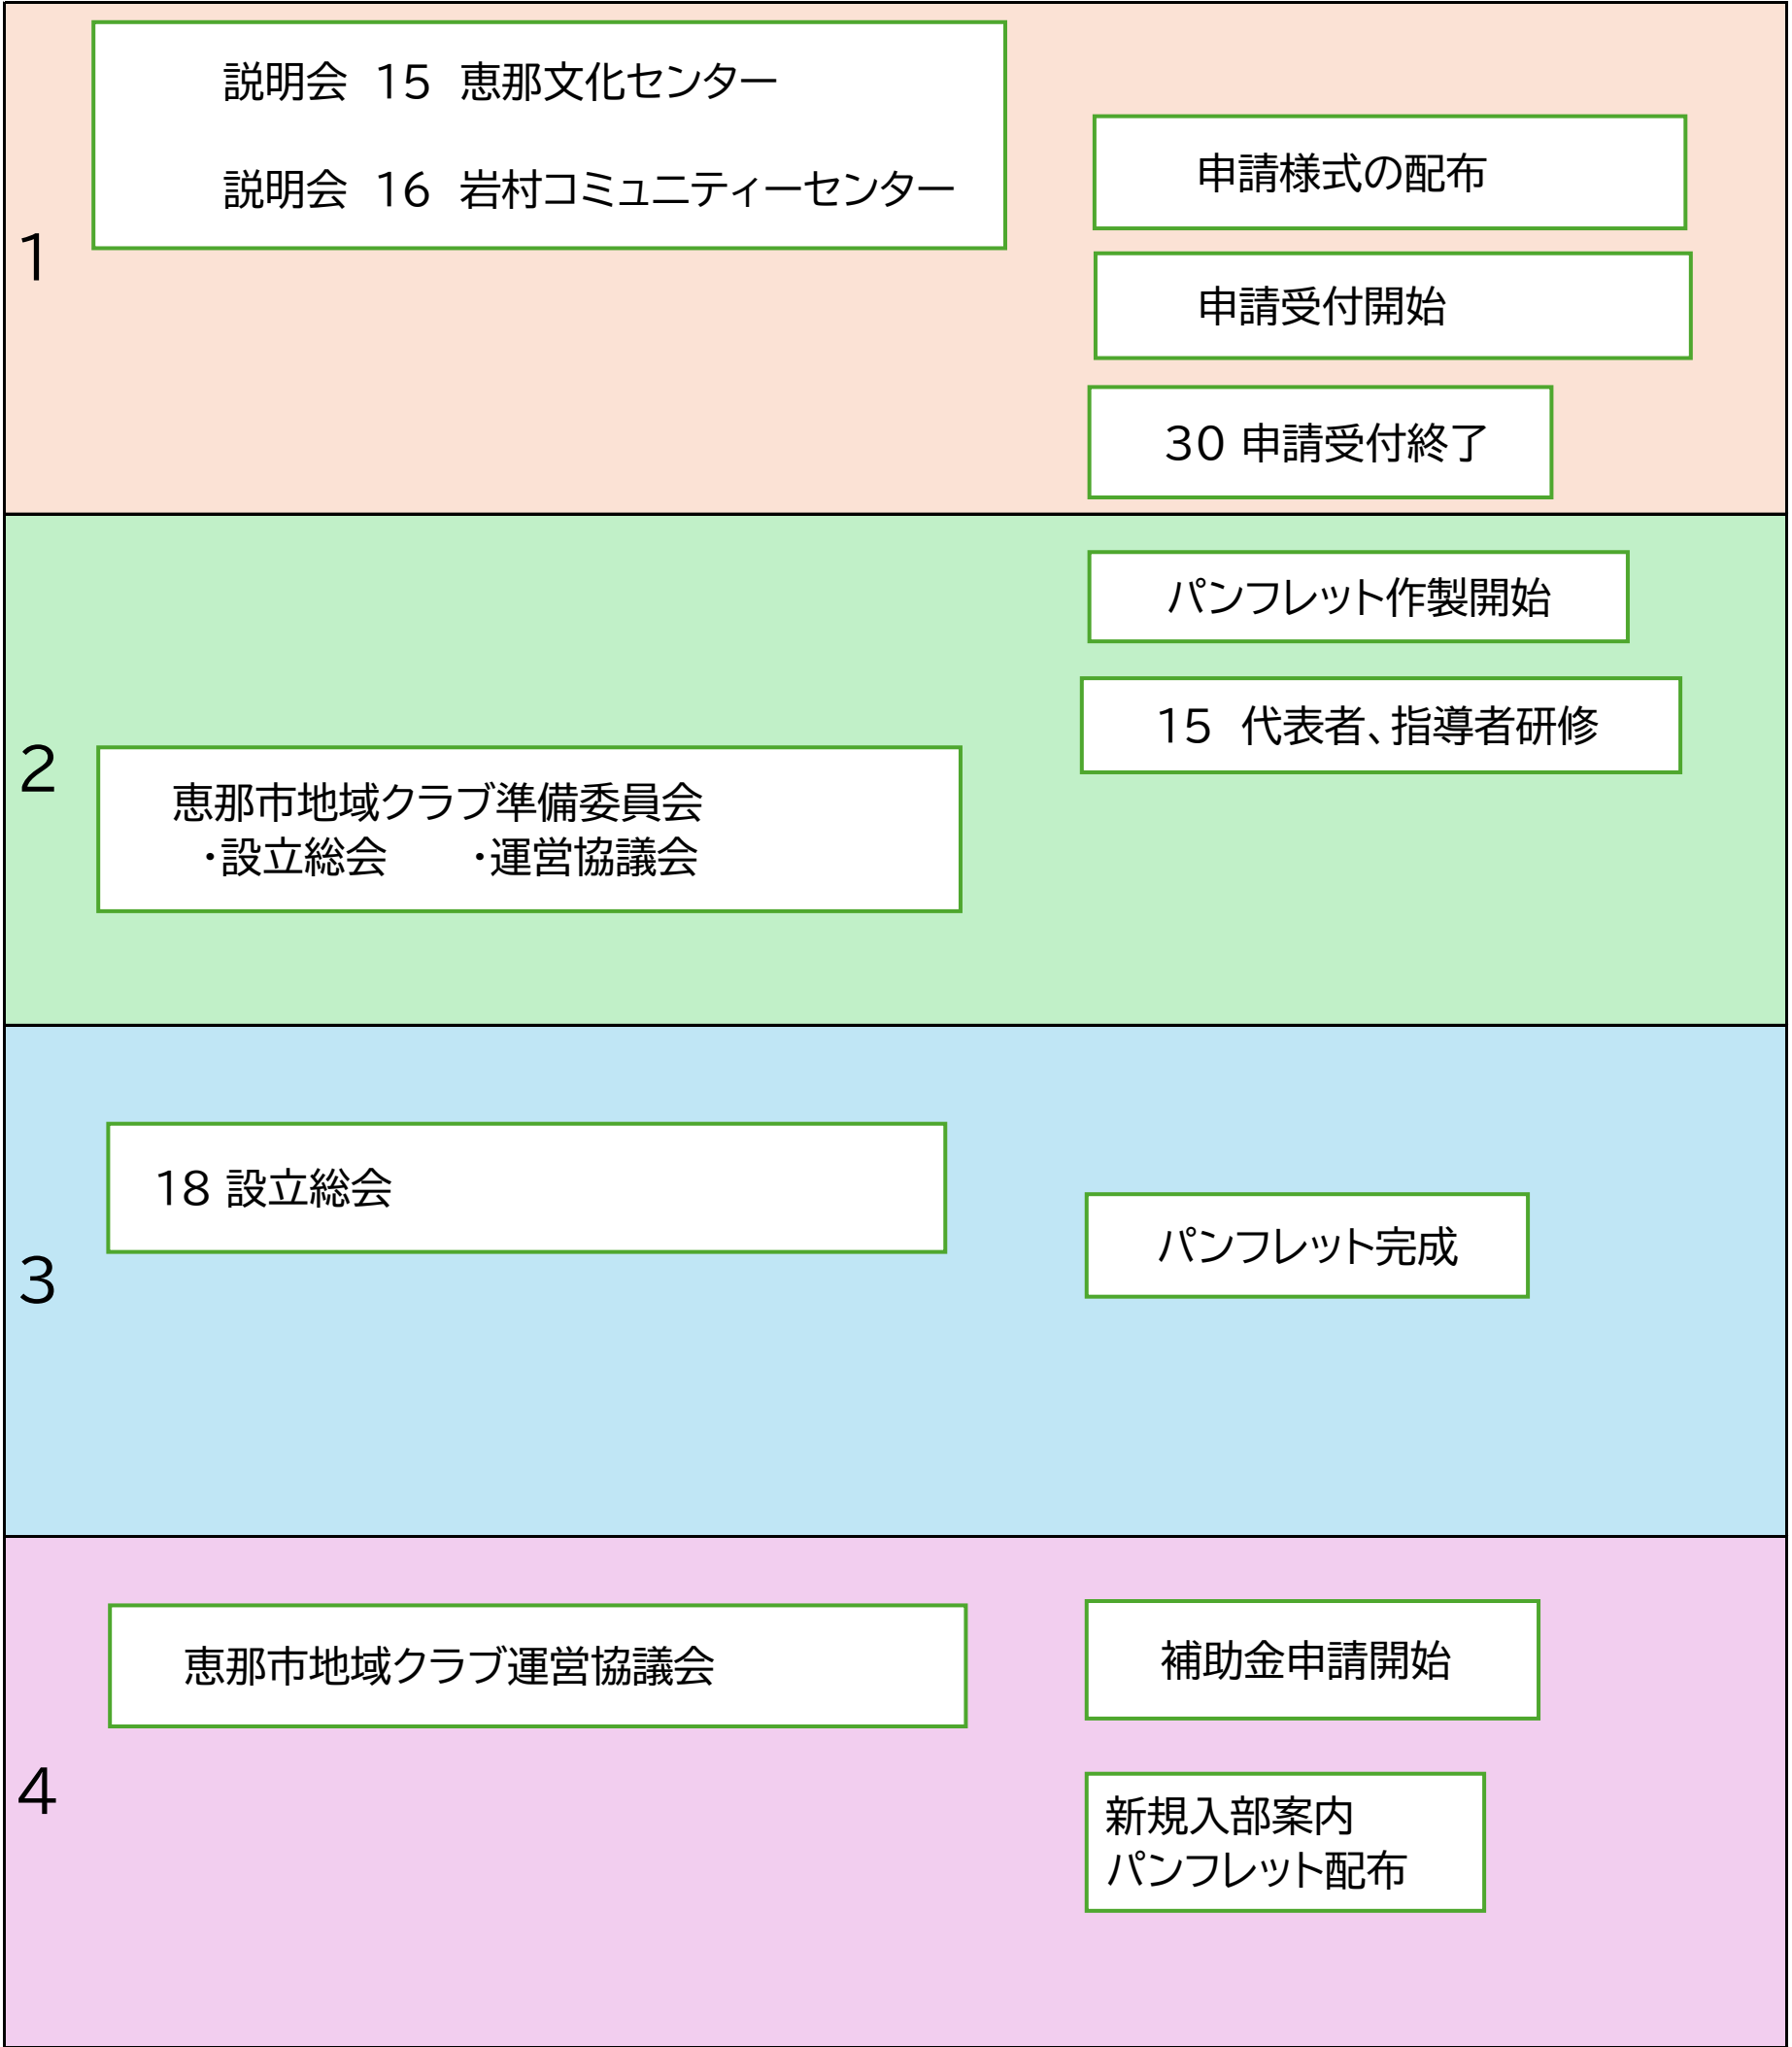 1
説明会 15 恵那文化センター
説明会 16 岩村コミュニティーセンター
申請様式の配布
申請受付開始
30 申請受付終了
2
パンフレット作製開始
15 代表者、指導者研修
恵那市地域クラブ準備委員会
・設立総会 ・運営協議会
3
18 設立総会
パンフレット完成
4
恵那市地域クラブ運営協議会
補助金申請開始
新規入部案内
パンフレット配布